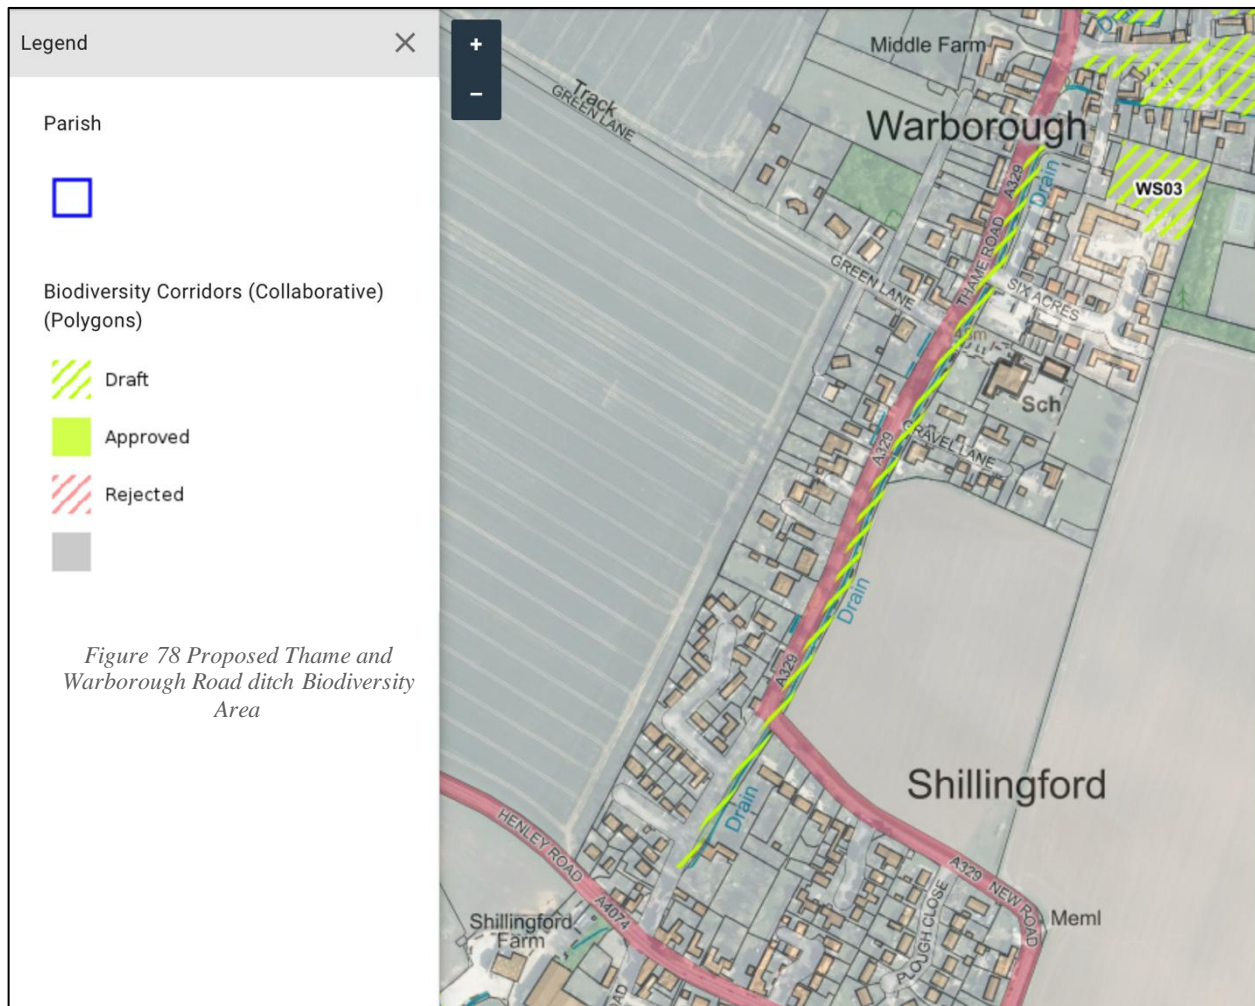 Legend
Parish
Biodiversity Corridors (Collaborative)
(Polygons)
Draft
Approved
Rejected
Figure 78 Proposed Thame and
Warborough Road ditch Biodiversity
Area
+
−
Middle Farm
Track
GREEN LANE
Warborough
WS03
A329
Drain
THAME ROAD
GREEN LANE
SIX ACRES
Sch
GRAVEL LANE
A329
Drain
A329
Shillingford
Drain
HENLEY ROAD
A4074
A329 NEW ROAD
Meml
PLOUGH CLOSE
Shillingford
Farm